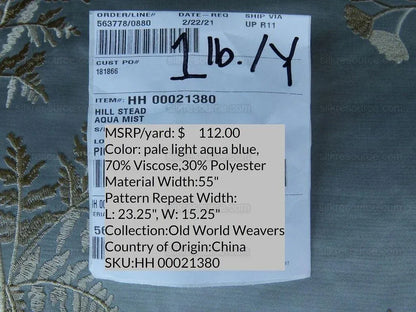 ORDER/LINE# DATE-REQ SHIP VIA
563778/0880 2/22/21 UP R11
CUST PO#
181866
1 lb./Y
ITEM#: HH 00021380
HILL STEAD
AQUA MIST
MSRP/yard: $ 112.00
Color: pale light aqua blue,
70% Viscose,30% Polyester
Material Width:55"
Pattern Repeat Width:
L: 23.25", W: 15.25"
Collection:Old World Weavers
Country of Origin:China
SKU:HH 00021380